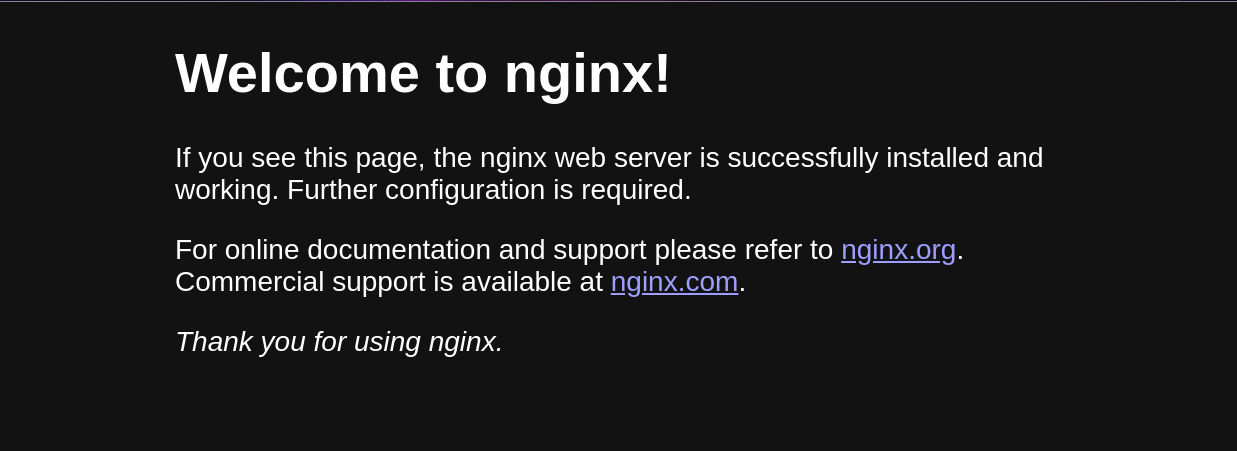 Welcome to nginx!
If you see this page, the nginx web server is successfully installed and
working. Further configuration is required.
For online documentation and support please refer to nginx.org.
Commercial support is available at nginx.com.
Thank you for using nginx.